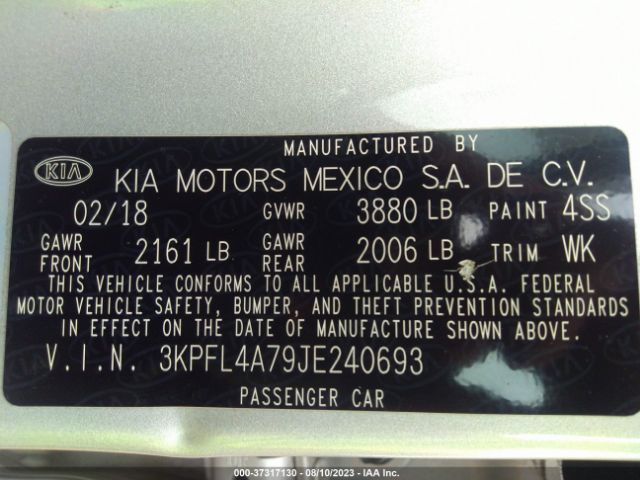 MANUFACTURED BY
KIA KIA MOTORS MEXICO S.A. DE C.V.
02/18 GVWR 3880 LB PAINT 4SS
GAWR FRONT 2161 LB GAWR REAR 2006 LB TRIM WK
THIS VEHICLE CONFORMS TO ALL APPLICABLE U.S.A. FEDERAL
MOTOR VEHICLE SAFETY, BUMPER, AND THEFT PREVENTION STANDARDS
IN EFFECT ON THE DATE OF MANUFACTURE SHOWN ABOVE.
V.I.N. 3KPFL4A79JE240693
PASSENGER CAR
000-37317130 - 08/10/2023 - IAA Inc.